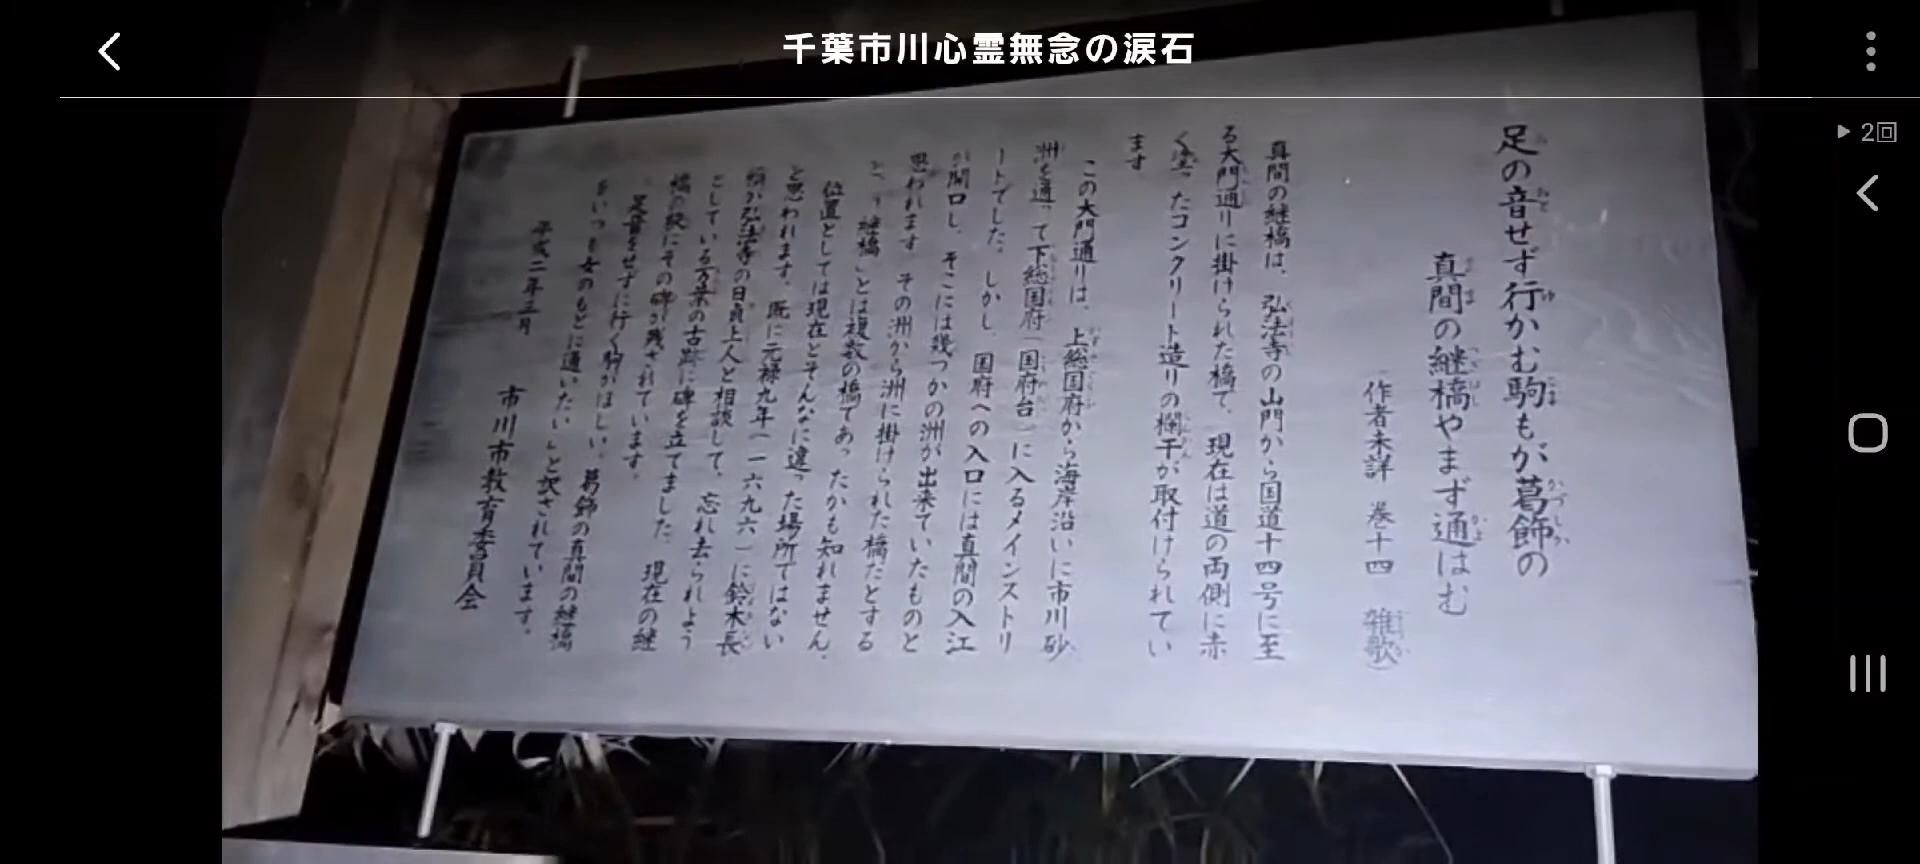 千葉市川心霊無念の涙石
2回
足の音せず行かむ駒もが葛飾の
真間の継橋やまず通はむ
作者未詳 巻十四 雑歌)
真間の継橋は、弘法寺の山門から国道十四号に至
る大門通りに掛けられた橋で、現在は道の両側に赤
く塗ったコンクリート造りの欄干が取付けられてい
ます
この大門通りは、上総国府から海岸沿いに市川砂
洲を通って下総国府(国府台)に入るメインストリ
ートでした。しかし、国府への入口には真間の入江
が開口し、そこには幾つかの洲が出来ていたものと
思われます。その洲から洲に掛けられた橋だとする
と、「継橋」とは複数の橋であったかも知れません。
位置としては現在とそんなに違った場所ではない
と思われます。既に元禄九年(一六九六)に鈴木長
頼が弘法寺の日貞上人と相談して、忘れ去られよう
としている万葉の古跡に碑を立てました。現在の継
橋の袂にその碑が残されています。
「足音をせずに行く駒がほしい、葛飾の真間の継橋
をいつも女のもとに通いたい」と訳されています。
平成二年三月
市川市教育委員会